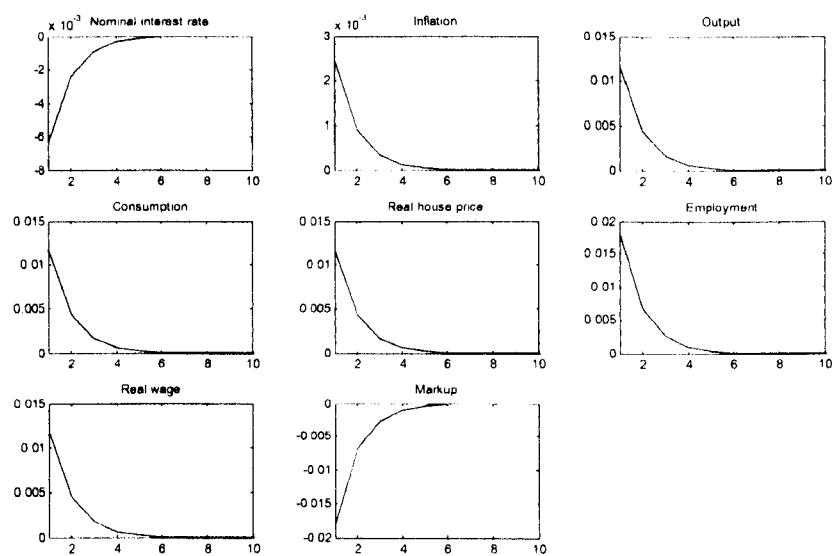 x 10⁻³ Nominal interest rate
0
-2
-4
-6
-8
2 4 6 8 10
x 10⁻³ Inflation
3
2
1
0
2 4 6 8 10
Output
0 015
0 01
0 005
0
2 4 6 8 10
Consumption
0 015
0 01
0 005
0
2 4 6 8 10
Real house price
0 015
0 01
0 005
0
2 4 6 8 10
Employment
0 02
0 015
0 01
0 005
0
2 4 6 8 10
Real wage
0 015
0 01
0 005
0
2 4 6 8 10
Markup
0
-0 005
-0 01
-0 015
-0 02
2 4 6 8 10